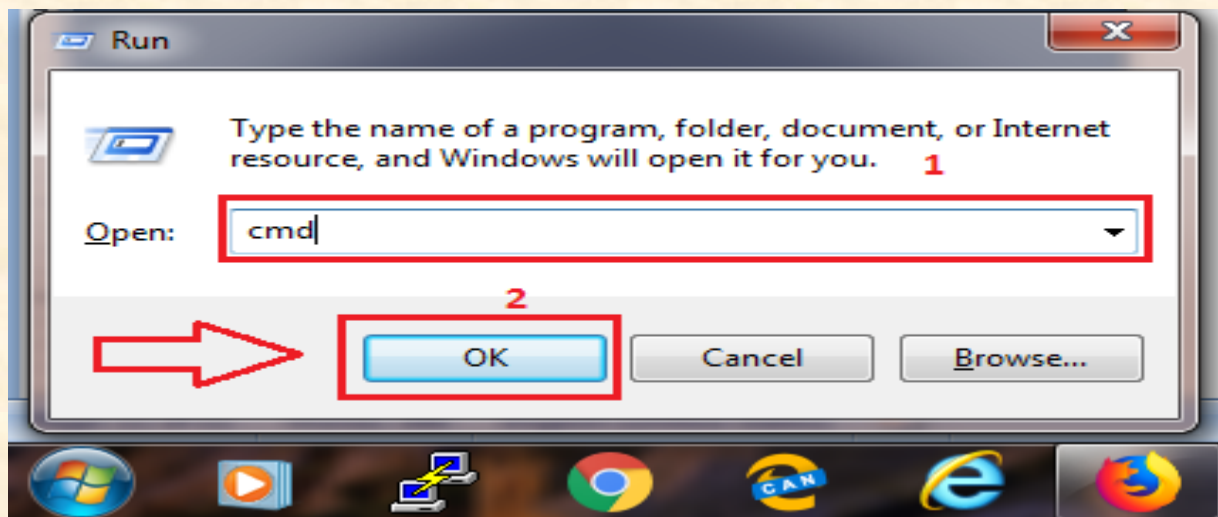 Run
Type the name of a program, folder, document, or Internet
resource, and Windows will open it for you.
1
Open:
cmd
2
OK
Cancel
Browse...
CAN